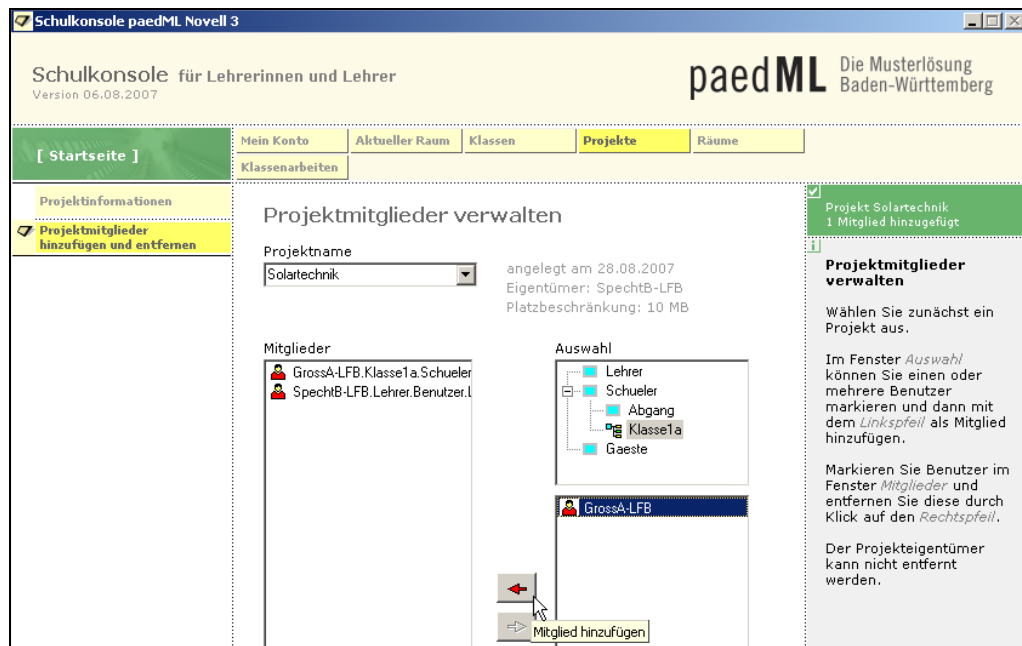 Schulkonsole paedML Novell 3
Schulkonsole für Lehrerinnen und Lehrer
Version 06.08.2007
paedML Die Musterlösung
Baden-Württemberg
[ Startseite ]
Mein Konto
Aktueller Raum
Klassen
Projekte
Räume
Klassenarbeiten
Projektinformationen
Projektmitglieder
hinzufügen und entfernen
Projektmitglieder verwalten
Projektname
Solartechnik
angelegt am 28.08.2007
Eigentümer: SpechtB-LFB
Platzbeschränkung: 10 MB
Mitglieder
GrossA-LFB.Klasse1a.Schueler
SpechtB-LFB.Lehrer.Benutzer.L
Auswahl
Lehrer
Schueler
Abgang
Klasse1a
Gaeste
GrossA-LFB
Mitglied hinzufügen
Projekt Solartechnik
1 Mitglied hinzugefügt
Projektmitglieder
verwalten
Wählen Sie zunächst ein
Projekt aus.
Im Fenster Auswahl
können Sie einen oder
mehrere Benutzer
markieren und dann mit
dem Linkspfeil als Mitglied
hinzufügen.
Markieren Sie Benutzer im
Fenster Mitglieder und
entfernen Sie diese durch
Klick auf den Rechtspfeil.
Der Projekteigentümer
kann nicht entfernt
werden.